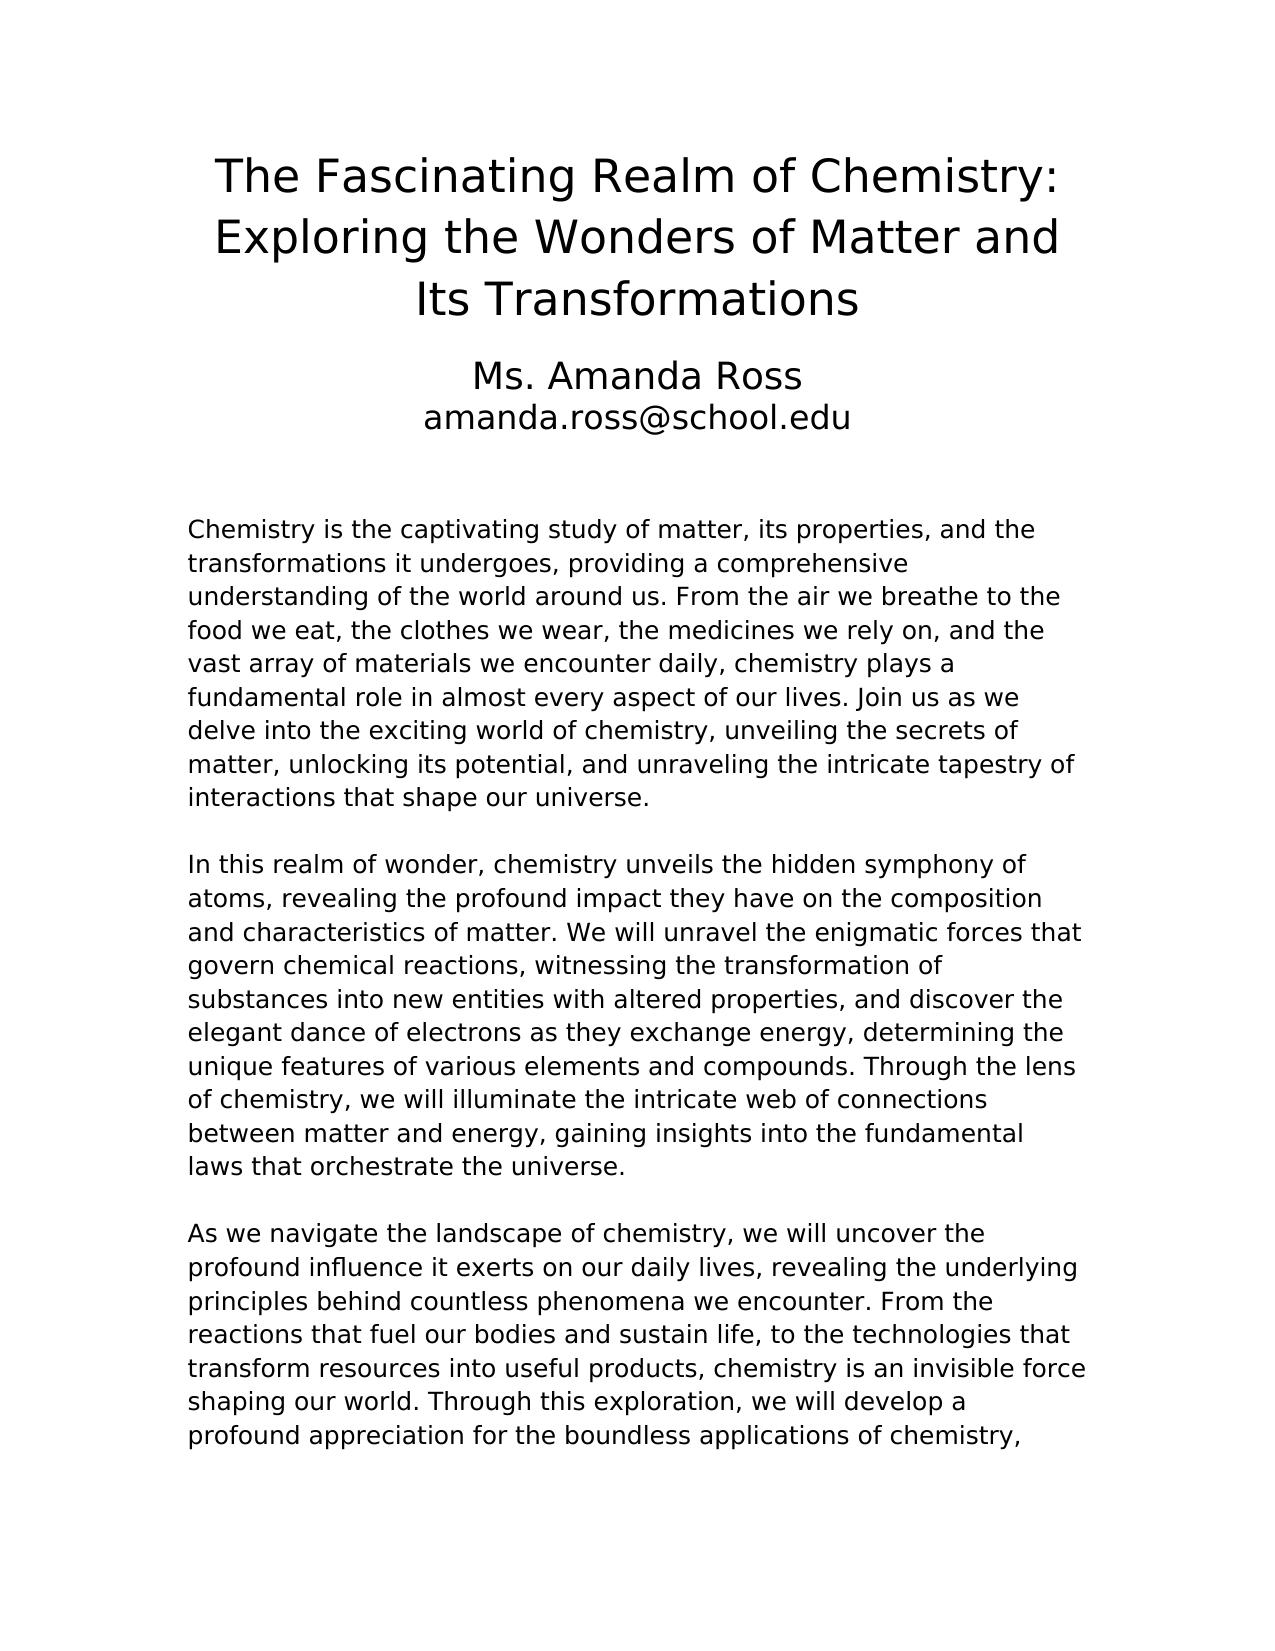 The Fascinating Realm of Chemistry:
Exploring the Wonders of Matter and
Its Transformations
Ms. Amanda Ross
amanda.ross@school.edu
Chemistry is the captivating study of matter, its properties, and the
transformations it undergoes, providing a comprehensive
understanding of the world around us. From the air we breathe to the
food we eat, the clothes we wear, the medicines we rely on, and the
vast array of materials we encounter daily, chemistry plays a
fundamental role in almost every aspect of our lives. Join us as we
delve into the exciting world of chemistry, unveiling the secrets of
matter, unlocking its potential, and unraveling the intricate tapestry of
interactions that shape our universe.
In this realm of wonder, chemistry unveils the hidden symphony of
atoms, revealing the profound impact they have on the composition
and characteristics of matter. We will unravel the enigmatic forces that
govern chemical reactions, witnessing the transformation of
substances into new entities with altered properties, and discover the
elegant dance of electrons as they exchange energy, determining the
unique features of various elements and compounds. Through the lens
of chemistry, we will illuminate the intricate web of connections
between matter and energy, gaining insights into the fundamental
laws that orchestrate the universe.
As we navigate the landscape of chemistry, we will uncover the
profound influence it exerts on our daily lives, revealing the underlying
principles behind countless phenomena we encounter. From the
reactions that fuel our bodies and sustain life, to the technologies that
transform resources into useful products, chemistry is an invisible force
shaping our world. Through this exploration, we will develop a
profound appreciation for the boundless applications of chemistry,